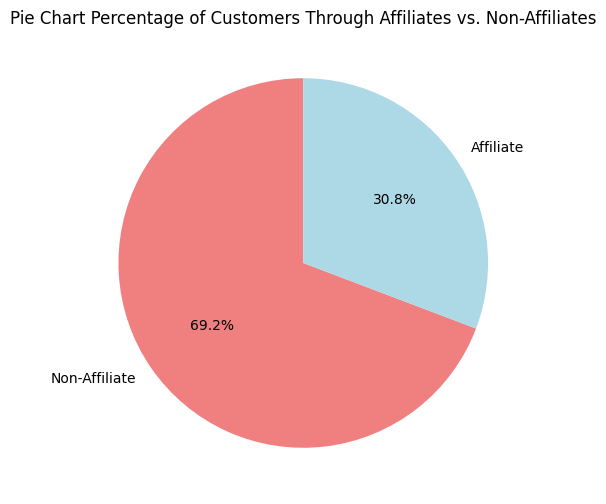 Pie Chart Percentage of Customers Through Affiliates vs. Non-Affiliates
Affiliate
30.8%
69.2%
Non-Affiliate